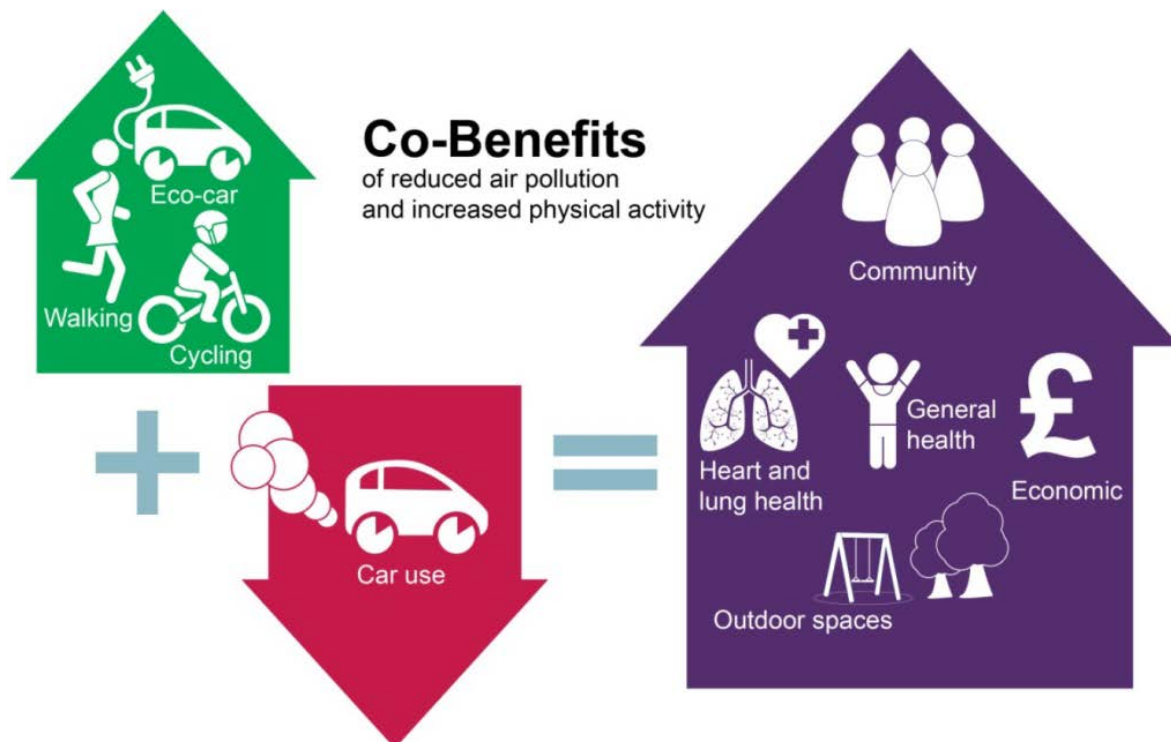 Co-Benefits
of reduced air pollution
and increased physical activity
Eco-car
Walking
Cycling
+
Car use
=
Community
Heart and
lung health
General
health
£
Economic
Outdoor spaces